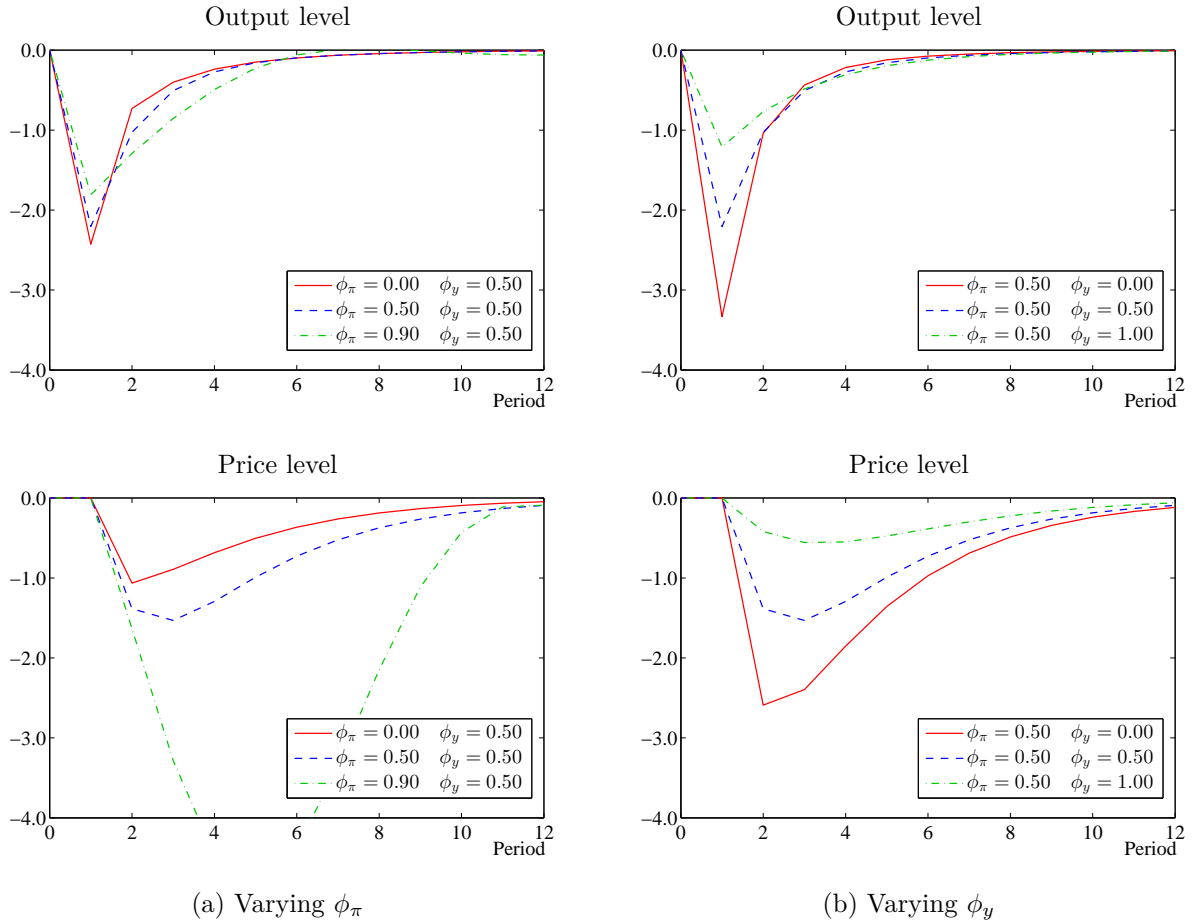 Output level
0.0
−1.0
−2.0
−3.0
−4.0
0 2 4 6 8 10 12
Period
ϕπ = 0.00 ϕy = 0.50
ϕπ = 0.50 ϕy = 0.50
ϕπ = 0.90 ϕy = 0.50
Output level
0.0
−1.0
−2.0
−3.0
−4.0
0 2 4 6 8 10 12
Period
ϕπ = 0.50 ϕy = 0.00
ϕπ = 0.50 ϕy = 0.50
ϕπ = 0.50 ϕy = 1.00
Price level
0.0
−1.0
−2.0
−3.0
−4.0
0 2 4 6 8 10 12
Period
ϕπ = 0.00 ϕy = 0.50
ϕπ = 0.50 ϕy = 0.50
ϕπ = 0.90 ϕy = 0.50
Price level
0.0
−1.0
−2.0
−3.0
−4.0
0 2 4 6 8 10 12
Period
ϕπ = 0.50 ϕy = 0.00
ϕπ = 0.50 ϕy = 0.50
ϕπ = 0.50 ϕy = 1.00
(a) Varying ϕπ
(b) Varying ϕy